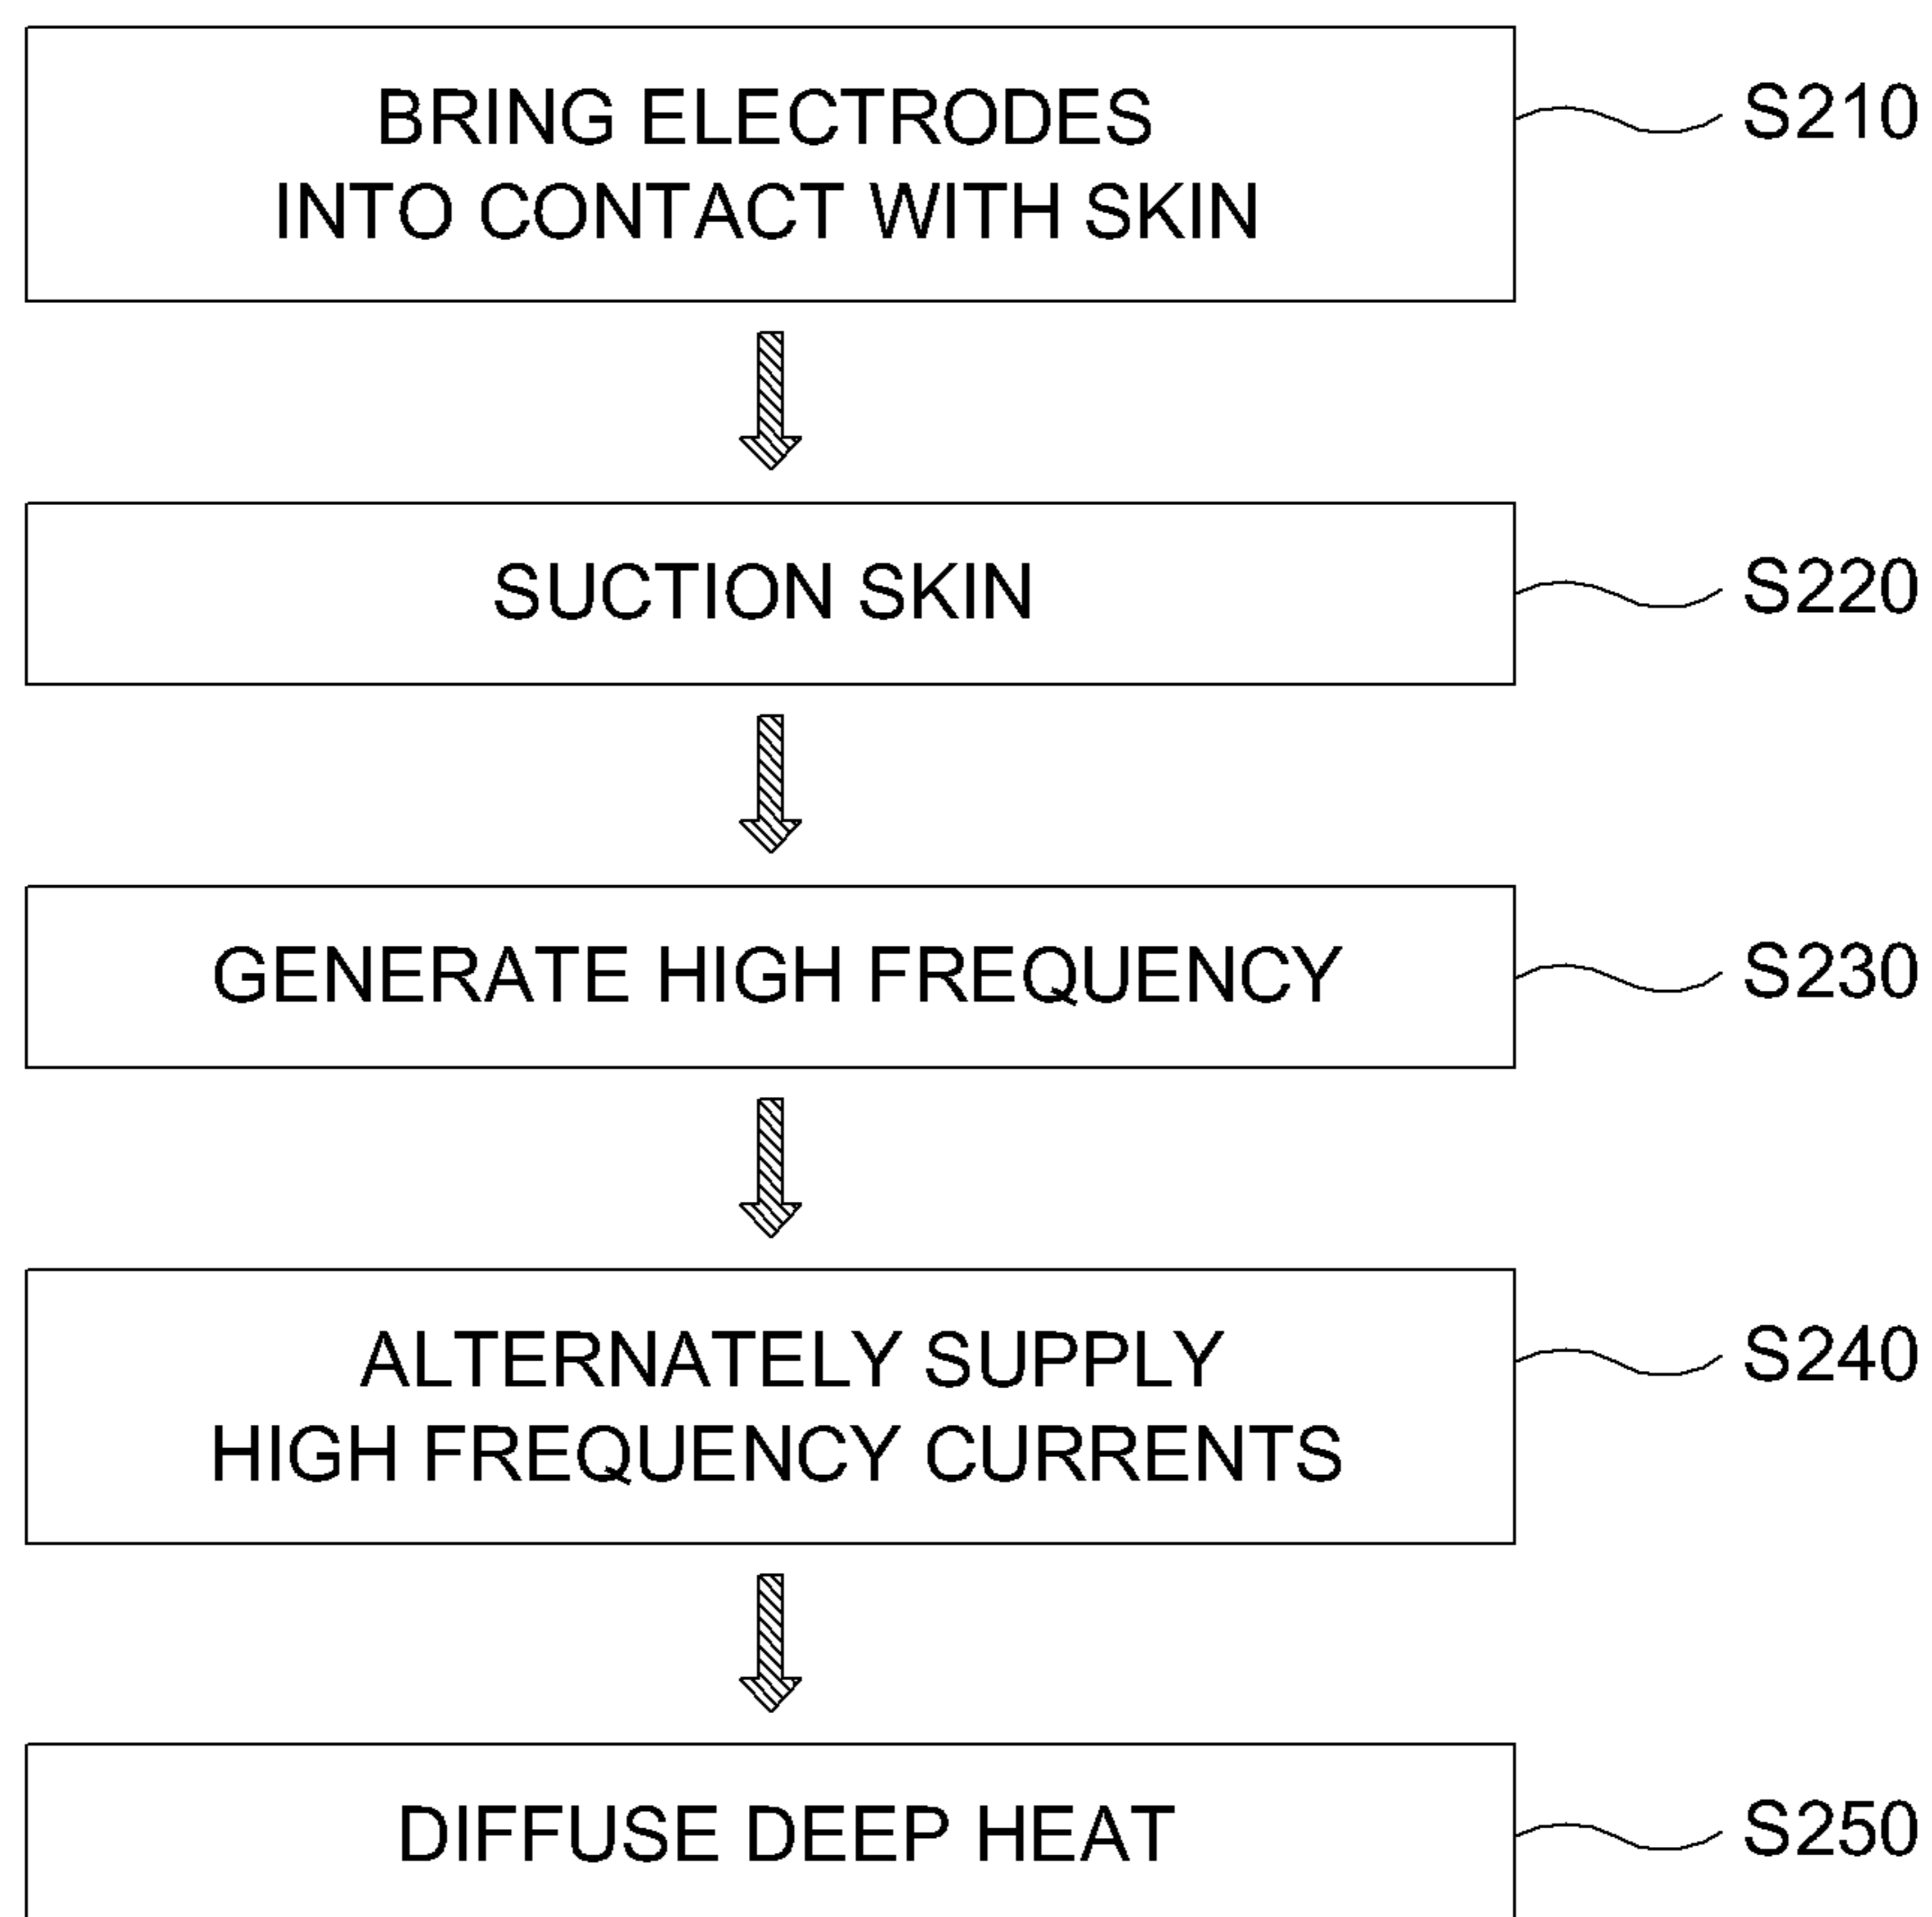 BRING ELECTRODES
INTO CONTACT WITH SKIN
S210
SUCTION SKIN
S220
GENERATE HIGH FREQUENCY
S230
ALTERNATELY SUPPLY
HIGH FREQUENCY CURRENTS
S240
DIFFUSE DEEP HEAT
S250